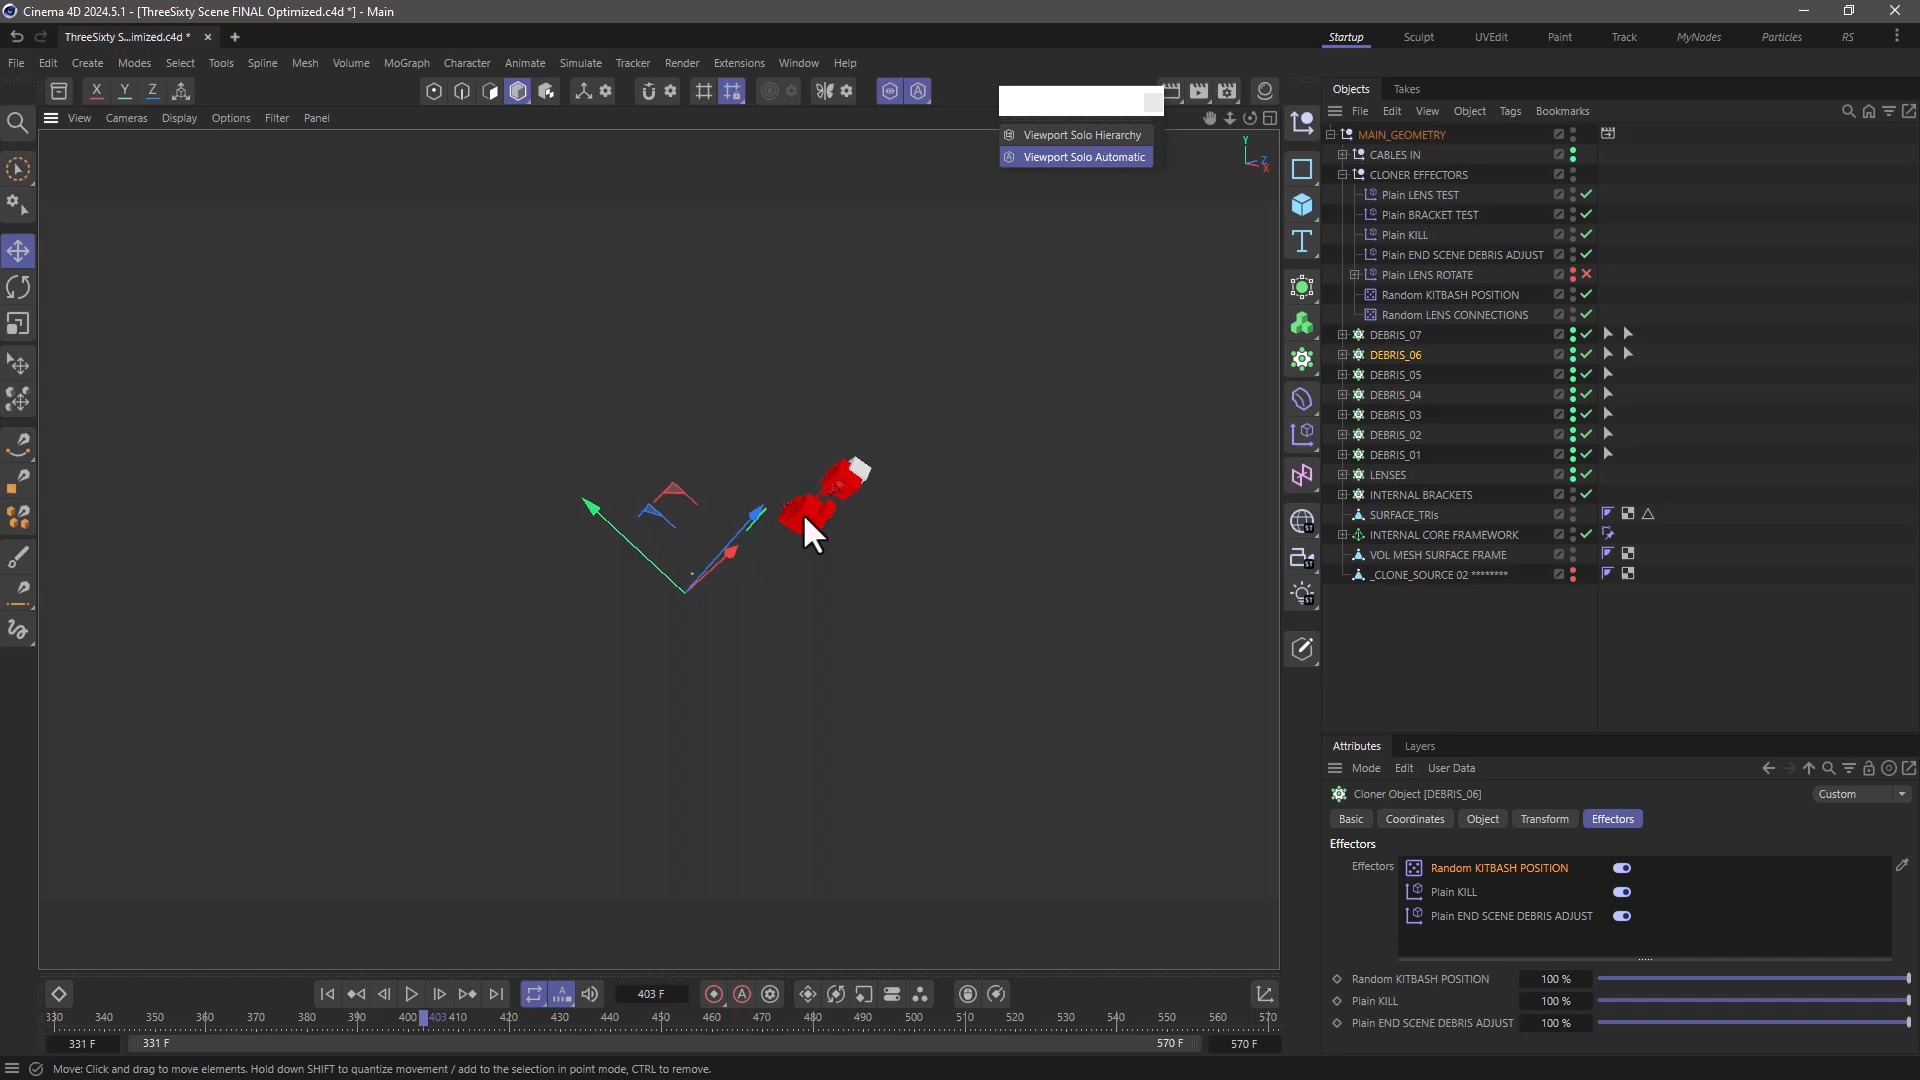 Cinema 4D 2024.5.1 - [ThreeSixty Scene FINAL Optimized.c4d *] - Main
ThreeSixty S...imized.c4d *
Startup Sculpt UVEdit Paint Track MyNodes Particles RS
File Edit Create Modes Select Tools Spline Mesh Volume MoGraph Character Animate Simulate Tracker Render Extensions Window Help
X Y Z
Objects Takes
File Edit View Object Tags Bookmarks
View Cameras Display Options Filter Panel
Viewport Solo Hierarchy
Viewport Solo Automatic
Y
Z
X
MAIN_GEOMETRY
CABLES IN
CLONER EFFECTORS
Plain LENS TEST
Plain BRACKET TEST
Plain KILL
Plain END SCENE DEBRIS ADJUST
Plain LENS ROTATE
Random KITBASH POSITION
Random LENS CONNECTIONS
DEBRIS_07
DEBRIS_06
DEBRIS_05
DEBRIS_04
DEBRIS_03
DEBRIS_02
DEBRIS_01
LENSES
INTERNAL BRACKETS
SURFACE_TRIs
INTERNAL CORE FRAMEWORK
VOL MESH SURFACE FRAME
_CLONE_SOURCE 02 ********
Attributes Layers
Mode Edit User Data
Cloner Object [DEBRIS_06]
Custom
Basic Coordinates Object Transform Effectors
Effectors
Effectors
Random KITBASH POSITION
Plain KILL
Plain END SCENE DEBRIS ADJUST
Random KITBASH POSITION 100 %
Plain KILL 100 %
Plain END SCENE DEBRIS ADJUST 100 %
403 F
330 340 350 360 370 380 390 400 403 410 420 430 440 450 460 470 480 490 500 510 520 530 540 550 560 570
331 F 331 F 570 F 570 F
Move: Click and drag to move elements. Hold down SHIFT to quantize movement / add to the selection in point mode, CTRL to remove.